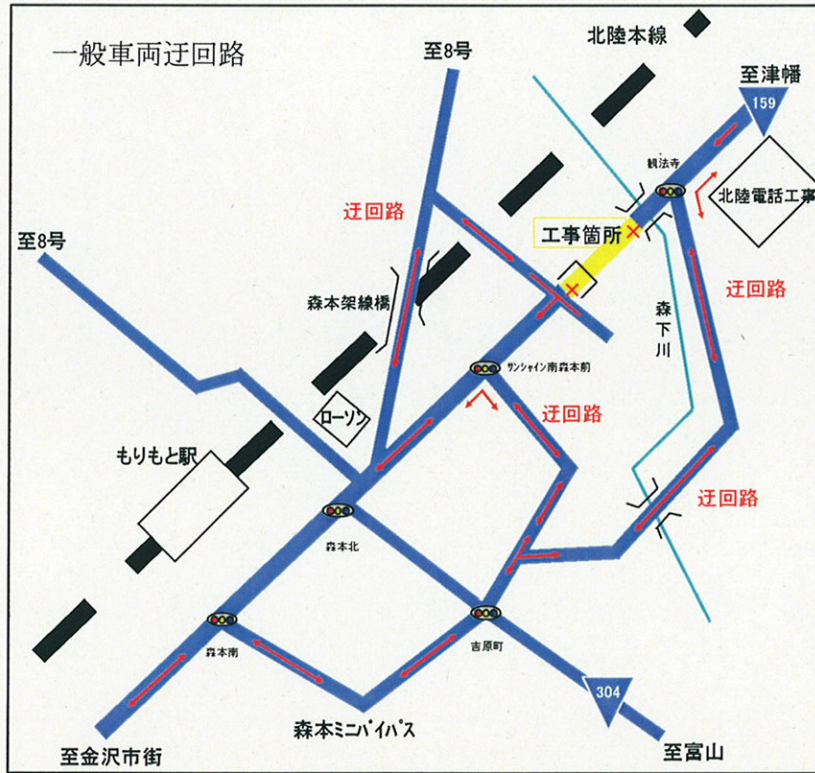 一般車両迂回路
至8号
北陸本線
至津幡
159
観法寺
北陸電話工事
迂回路
工事箇所
至8号
迂回路
森本架線橋
森下川
サンシャイン南森本前
迂回路
ローソン
もりもと駅
迂回路
森本北
森本南
吉原町
304
森本ミニバイパス
至金沢市街
至富山